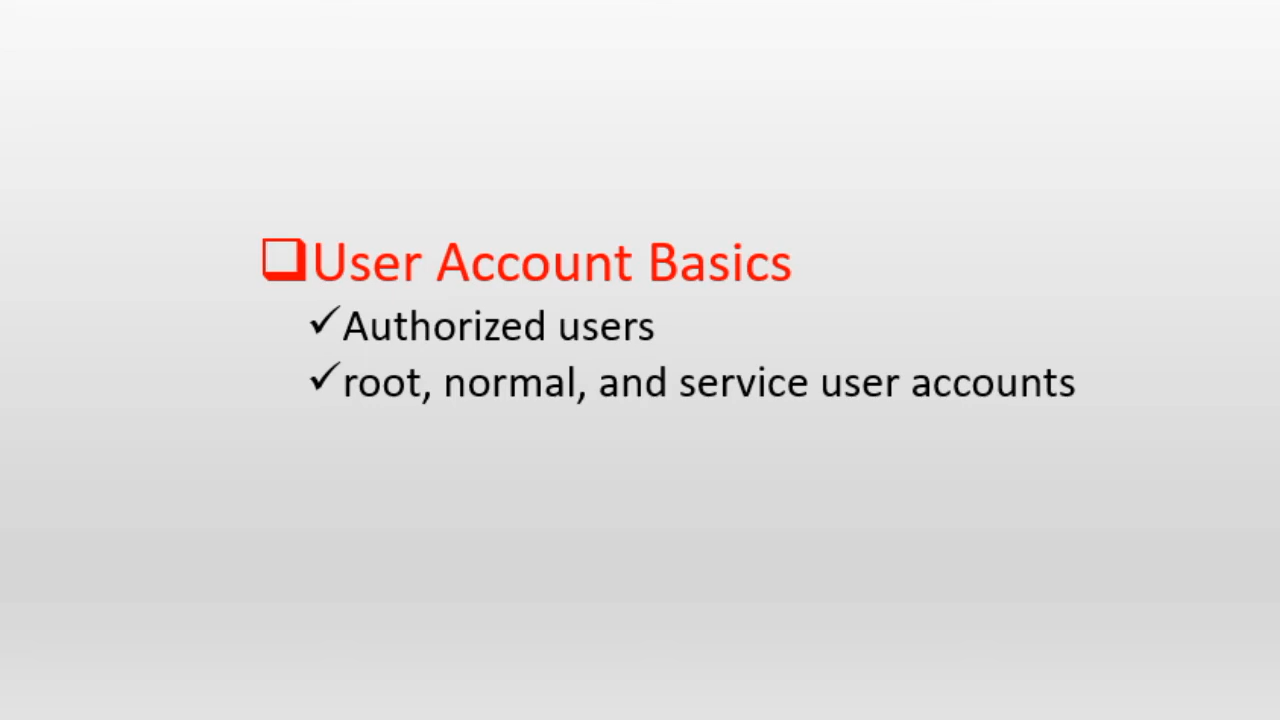 User Account Basics
Authorized users
root, normal, and service user accounts